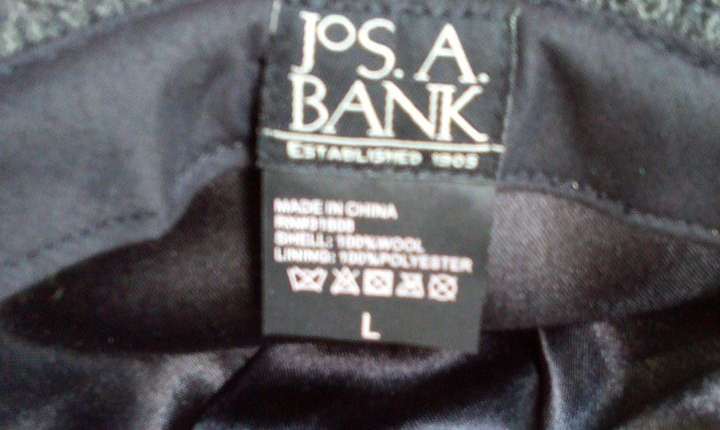 JOS. A.
BANK
ESTABLISHED 1905
MADE IN CHINA
SHELL: 100%WOOL
LINING: 100%POLYESTER
L